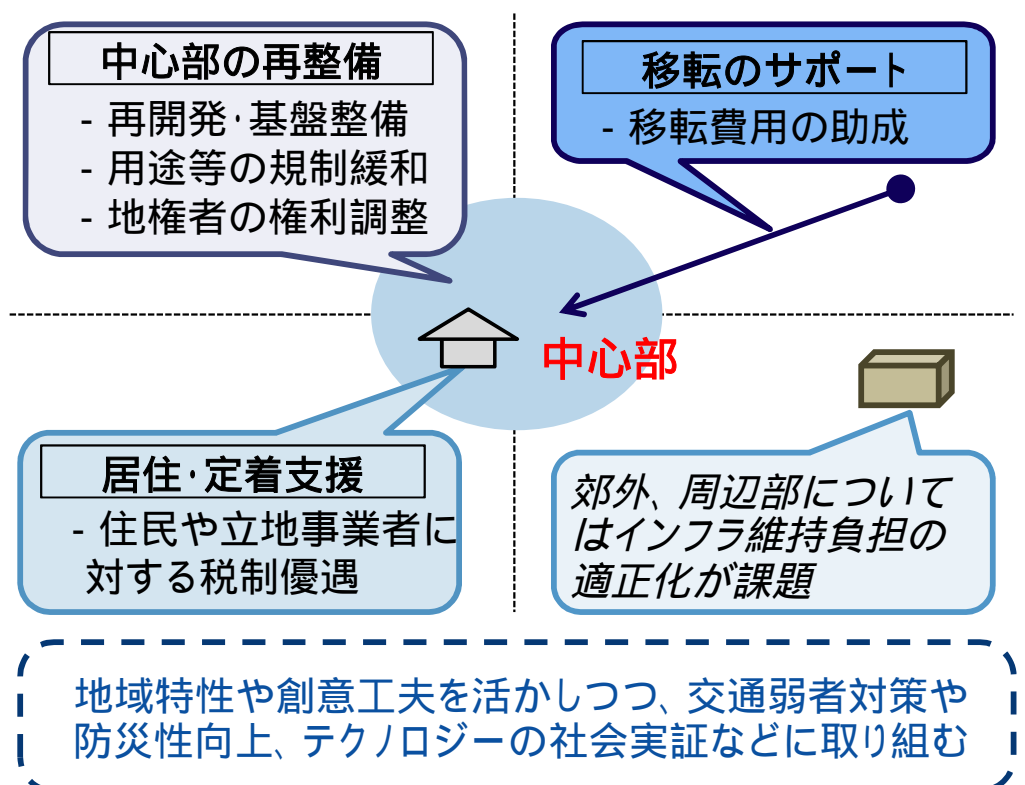 中心部の再整備
- 再開発・基盤整備
- 用途等の規制緩和
- 地権者の権利調整
移転のサポート
- 移転費用の助成
中心部
居住・定着支援
- 住民や立地事業者に
対する税制優遇
郊外、周辺部について
はインフラ維持負担の
適正化が課題
地域特性や創意工夫を活かしつつ、交通弱者対策や
防災性向上、テクノロジーの社会実証などに取り組む